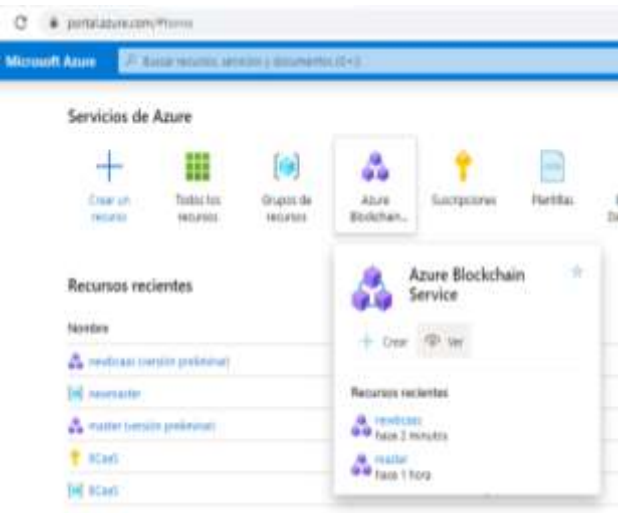 portal.azure.com/#home
Microsoft Azure
Buscar recursos, servicios y documentos (G+/)
Servicios de Azure
Crear un
recurso
Todos los
recursos
Grupos de
recursos
Azure
Blockchain...
Suscripciones
Plantillas
Recursos recientes
Nombre
newbcaas (versión preliminar)
newmaster
master (versión preliminar)
BCaaS
BCaaS
Azure Blockchain
Service
Crear
Ver
Recursos recientes
newbcaas
hace 2 minutos
master
hace 1 hora